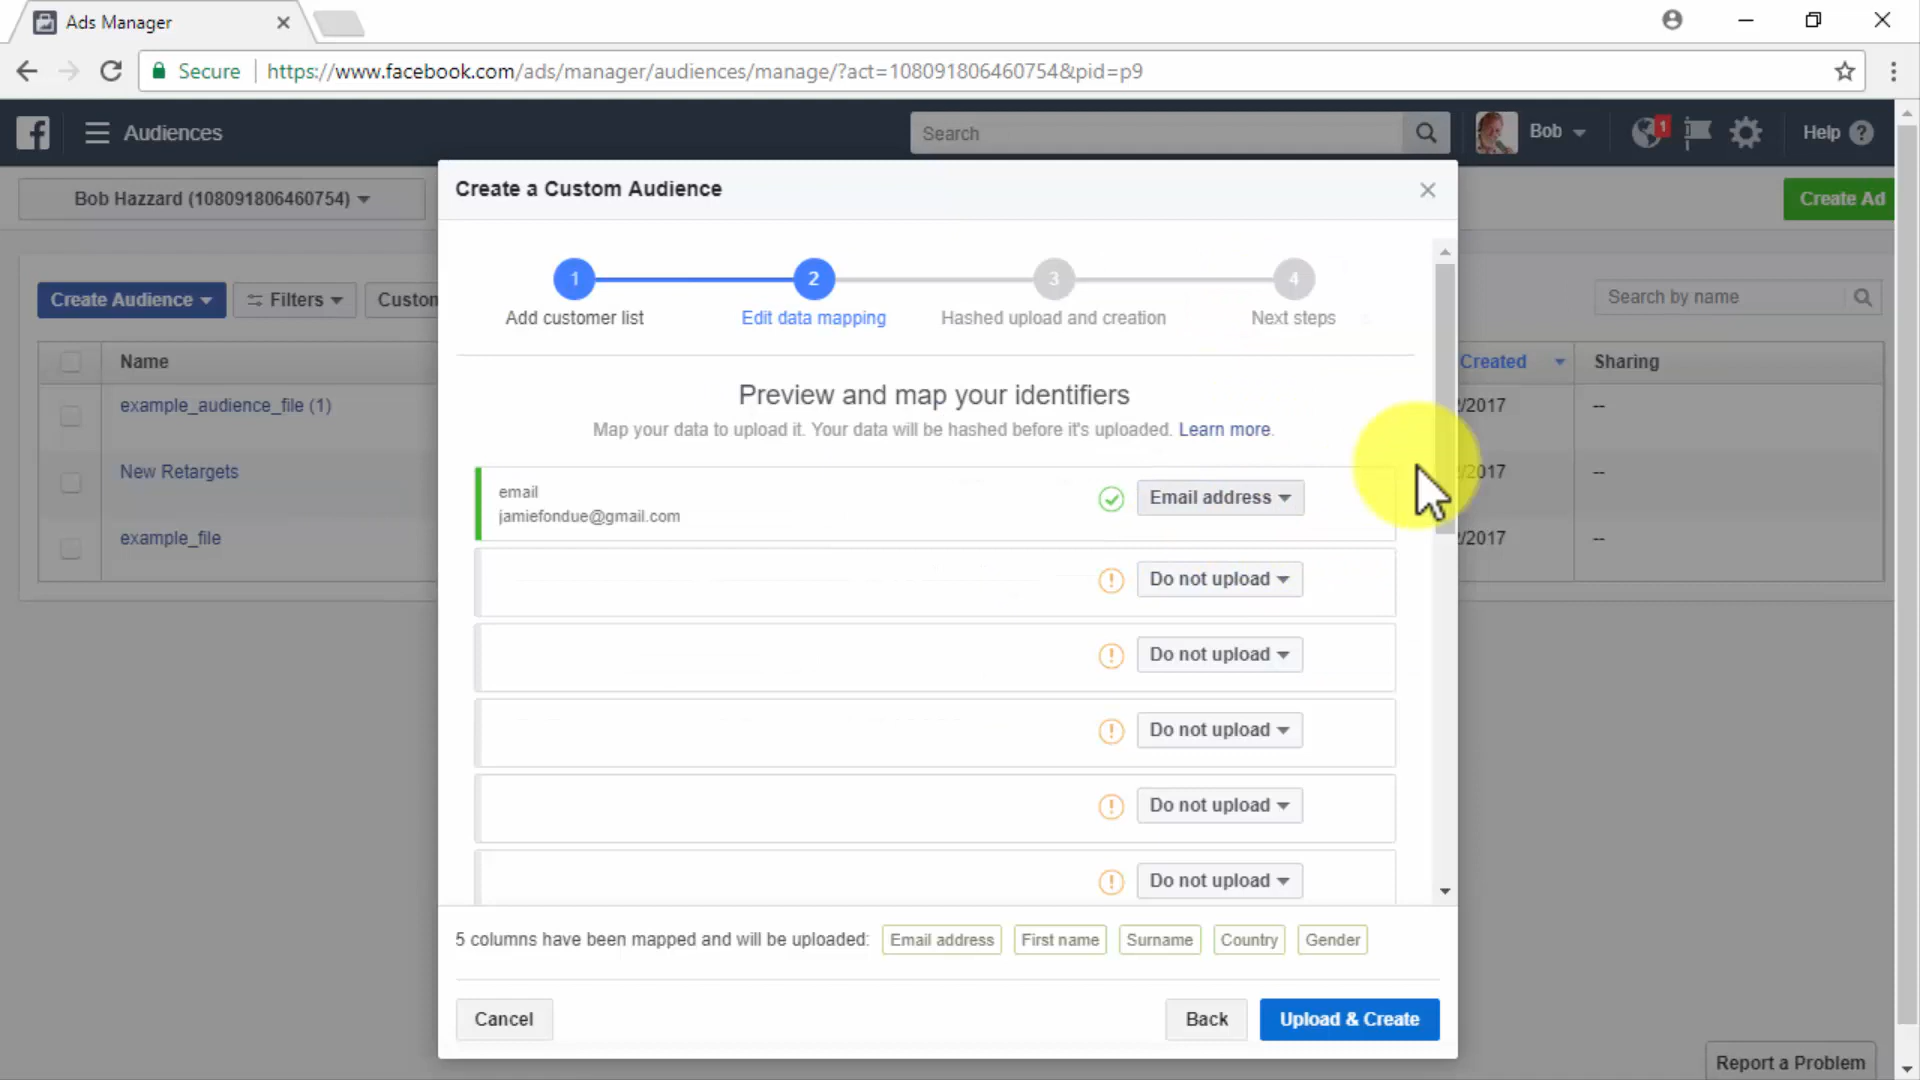 Ads Manager
Secure
https://www.facebook.com/ads/manager/audiences/manage/?act=108091806460754&pid=p9
Audiences
Search
Bob
1
Help
Bob Hazzard (108091806460754)
Create a Custom Audience
Create Ad
1
2
3
4
Add customer list
Edit data mapping
Hashed upload and creation
Next steps
Create Audience
Filters
Custom
Search by name
Name
Created
Sharing
Preview and map your identifiers
Map your data to upload it. Your data will be hashed before it's uploaded. Learn more.
example_audience_file (1)
/2017
--
New Retargets
/2017
--
example_file
/2017
--
email
jamiefondue@gmail.com
Email address
Do not upload
Do not upload
Do not upload
Do not upload
Do not upload
5 columns have been mapped and will be uploaded:
Email address
First name
Surname
Country
Gender
Cancel
Back
Upload & Create
Report a Problem